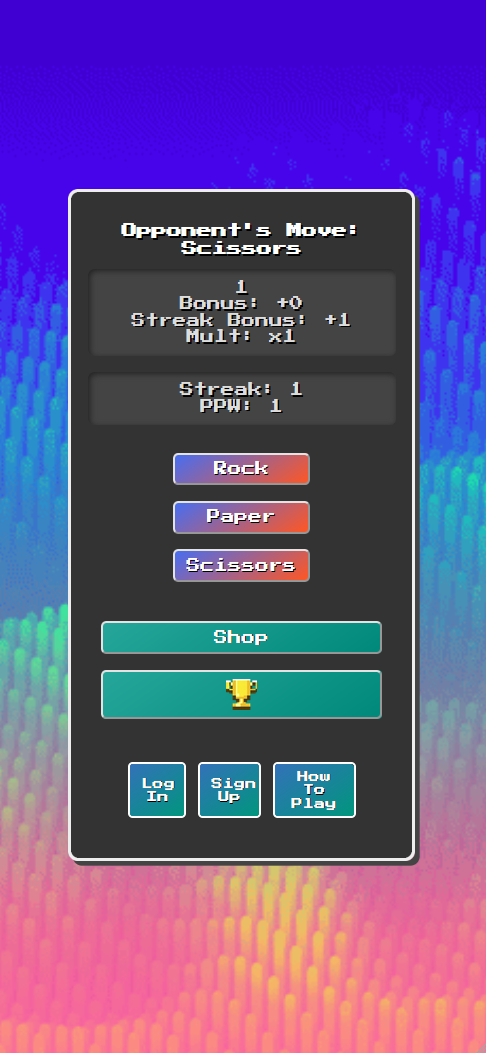 Opponent's Move:
Scissors
1
Bonus: +0
Streak Bonus: +1
Mult: x1
Streak: 1
PPW: 1
Rock
Paper
Scissors
Shop
Log
In
Sign
Up
How
To
Play